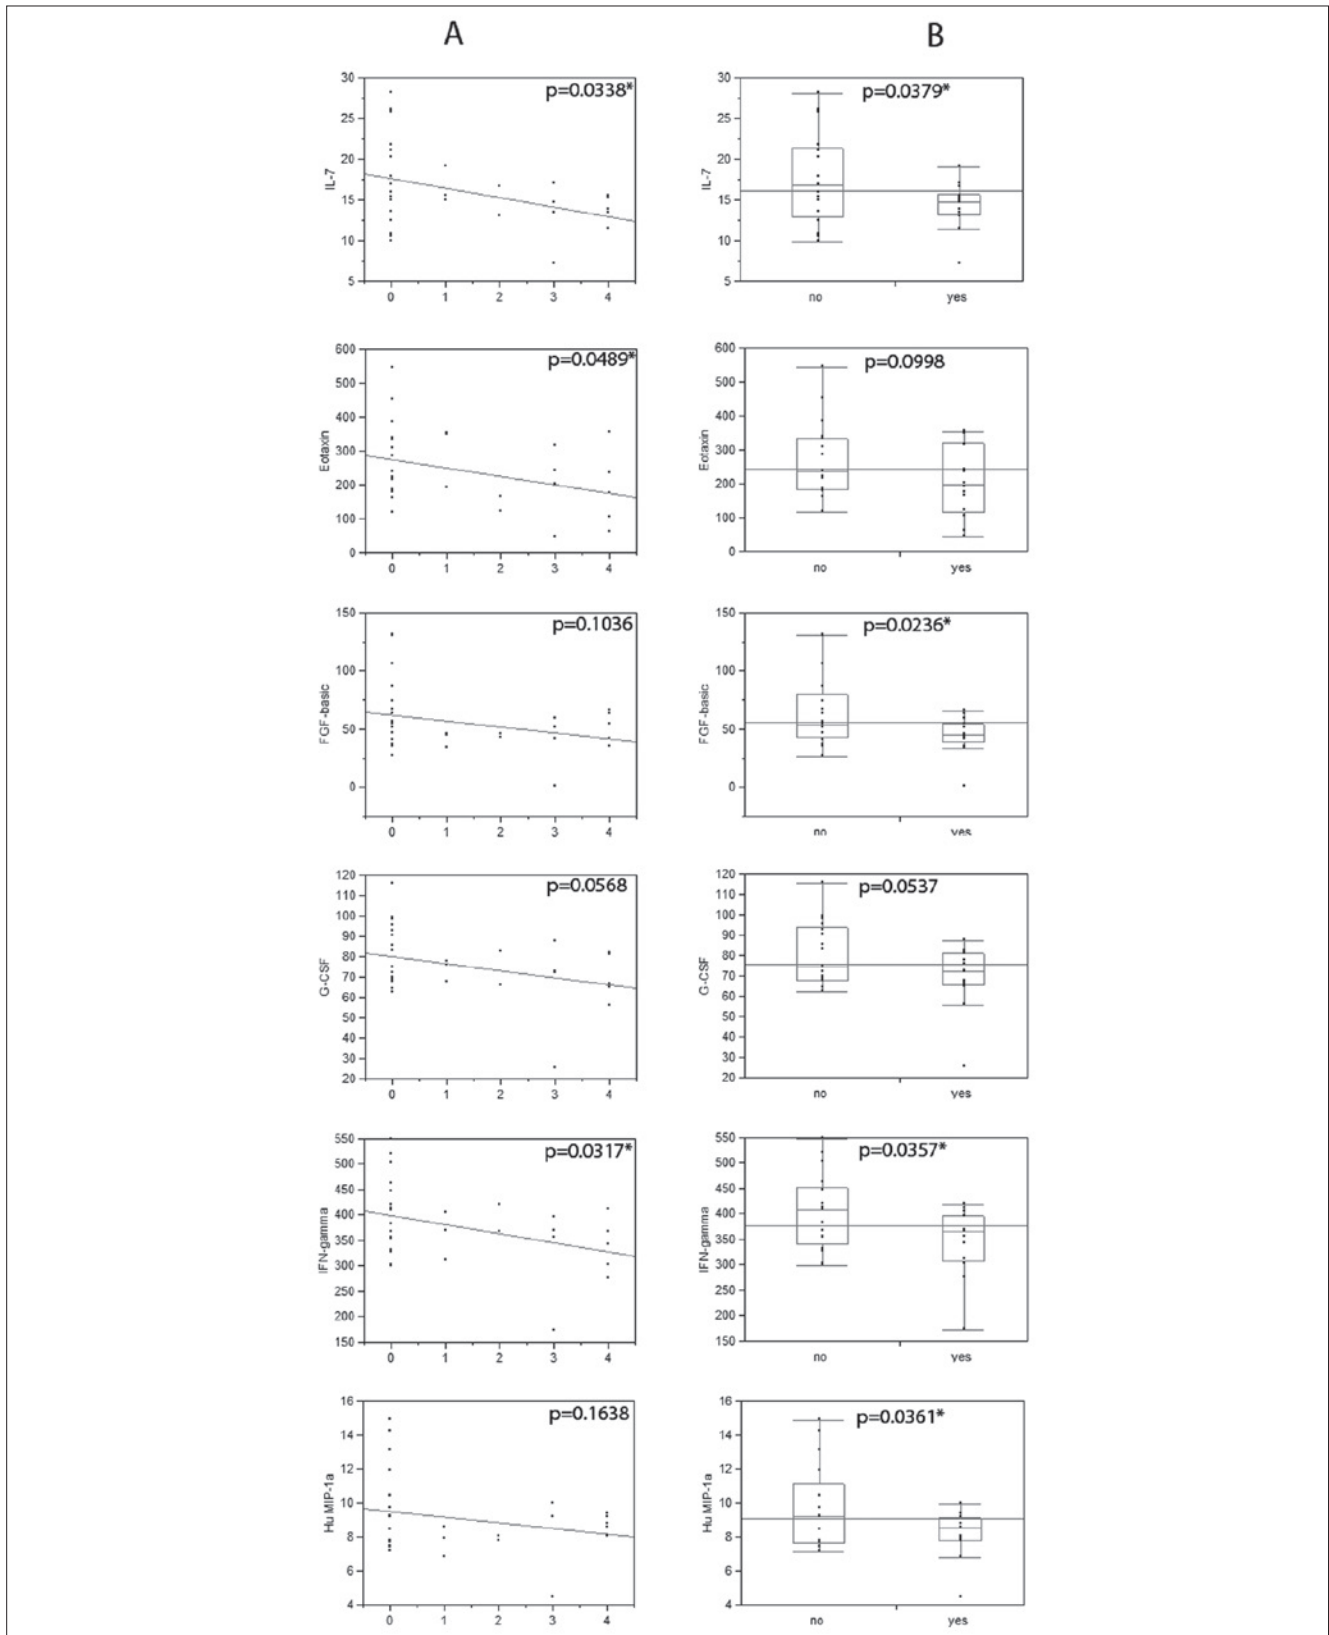 A
B
30
25
20
15
10
5
IL-7
p=0.0338*
0 1 2 3 4
30
25
20
15
10
5
IL-7
p=0.0379*
no yes
600
500
400
300
200
100
0
Eotaxin
p=0.0489*
0 1 2 3 4
600
500
400
300
200
100
0
Eotaxin
p=0.0998
no yes
150
100
50
0
FGF-basic
p=0.1036
0 1 2 3 4
150
100
50
0
FGF-basic
p=0.0236*
no yes
120
110
100
90
80
70
60
50
40
30
20
G-CSF
p=0.0568
0 1 2 3 4
120
110
100
90
80
70
60
50
40
30
20
G-CSF
p=0.0537
no yes
550
500
450
400
350
300
250
200
150
IFN-gamma
p=0.0317*
0 1 2 3 4
550
500
450
400
350
300
250
200
150
IFN-gamma
p=0.0357*
no yes
16
14
12
10
8
6
4
Hu MIP-1a
p=0.1638
0 1 2 3 4
16
14
12
10
8
6
4
Hu MIP-1a
p=0.0361*
no yes